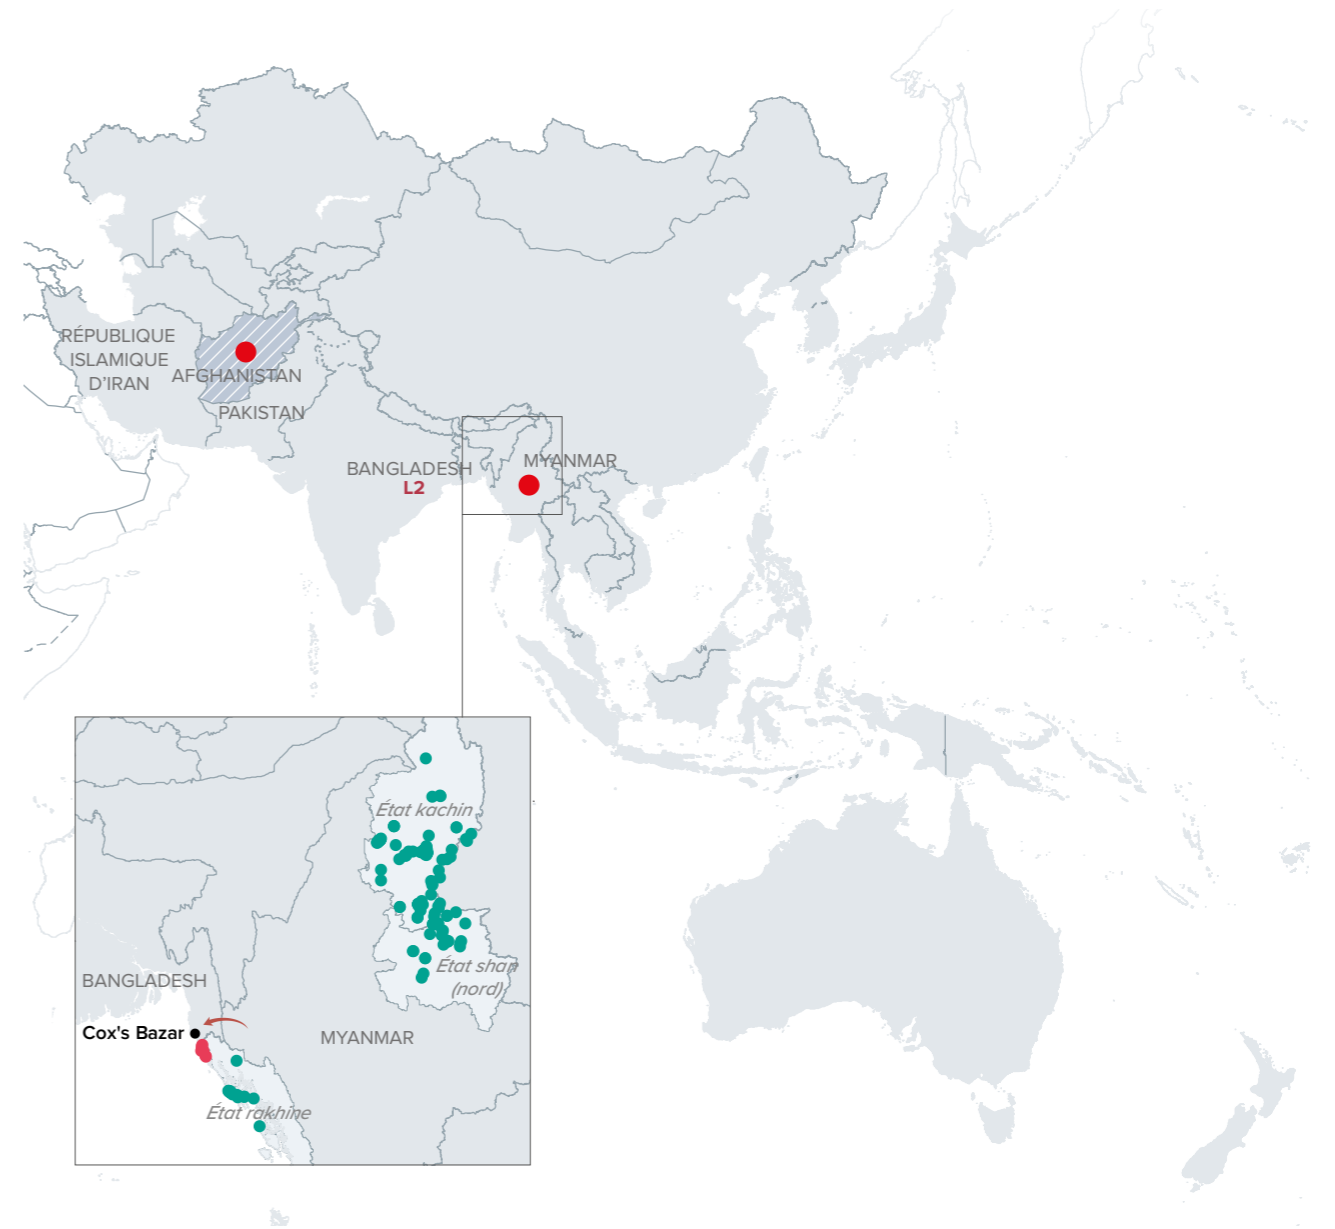 RÉPUBLIQUE
ISLAMIQUE
D'IRAN
AFGHANISTAN
PAKISTAN
BANGLADESH
L2
MYANMAR
État kachin
État shan
(nord)
BANGLADESH
Cox's Bazar
MYANMAR
État rakhine